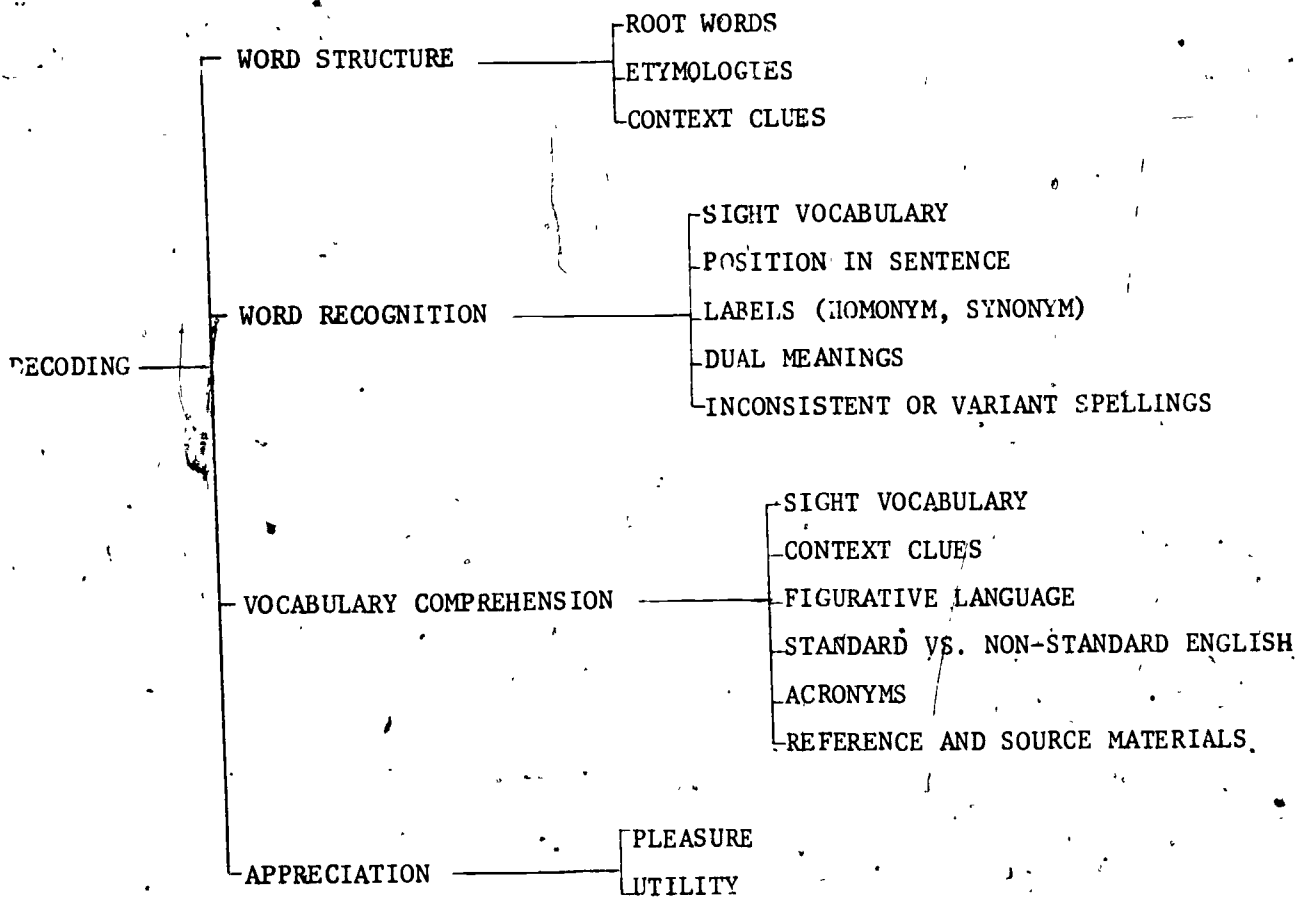 ROOT WORDS
WORD STRUCTURE
ETYMOLOGIES
CONTEXT CLUES
SIGHT VOCABULARY
POSITION IN SENTENCE
WORD RECOGNITION
LABELS (HOMONYM, SYNONYM)
DUAL MEANINGS
DECODING
INCONSISTENT OR VARIANT SPELLINGS
SIGHT VOCABULARY
CONTEXT CLUES
VOCABULARY COMPREHENSION
FIGURATIVE LANGUAGE
STANDARD VS. NON-STANDARD ENGLISH
ACRONYMS
REFERENCE AND SOURCE MATERIALS
PLEASURE
APPRECIATION
UTILITY